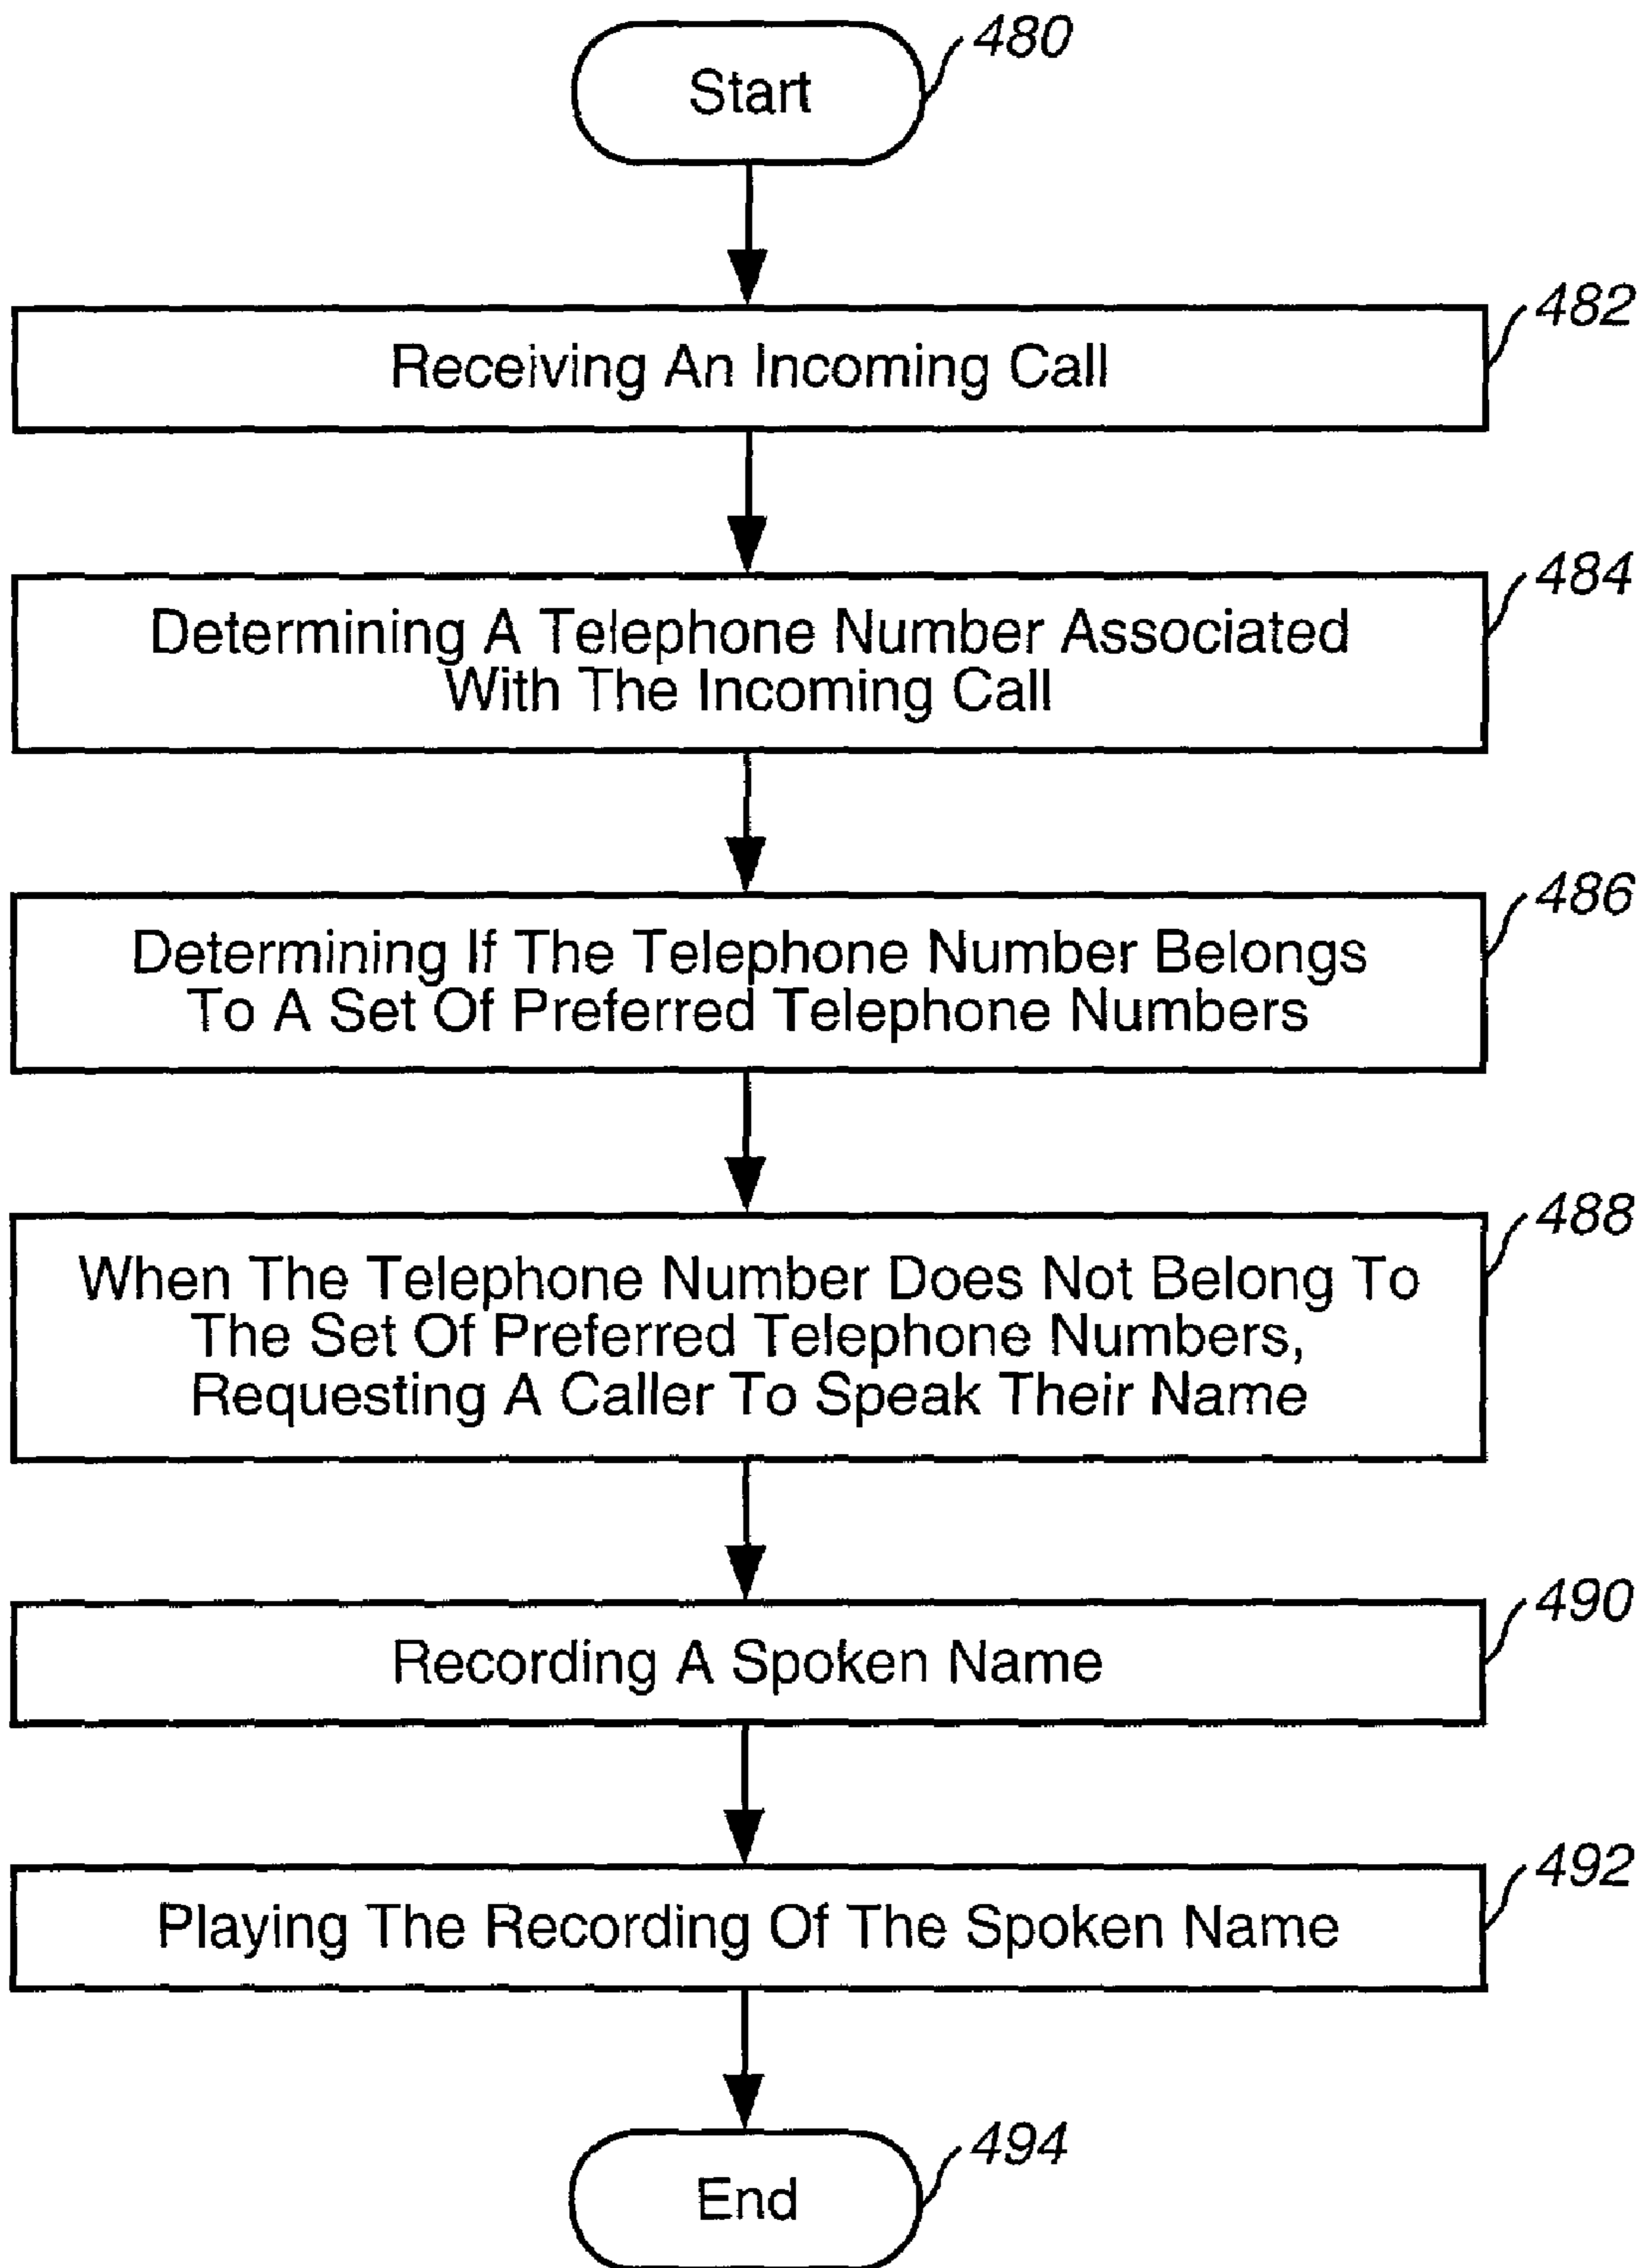 Start
480
Receiving An Incoming Call
482
Determining A Telephone Number Associated
With The Incoming Call
484
Determining If The Telephone Number Belongs
To A Set Of Preferred Telephone Numbers
486
When The Telephone Number Does Not Belong To
The Set Of Preferred Telephone Numbers,
Requesting A Caller To Speak Their Name
488
Recording A Spoken Name
490
Playing The Recording Of The Spoken Name
492
End
494